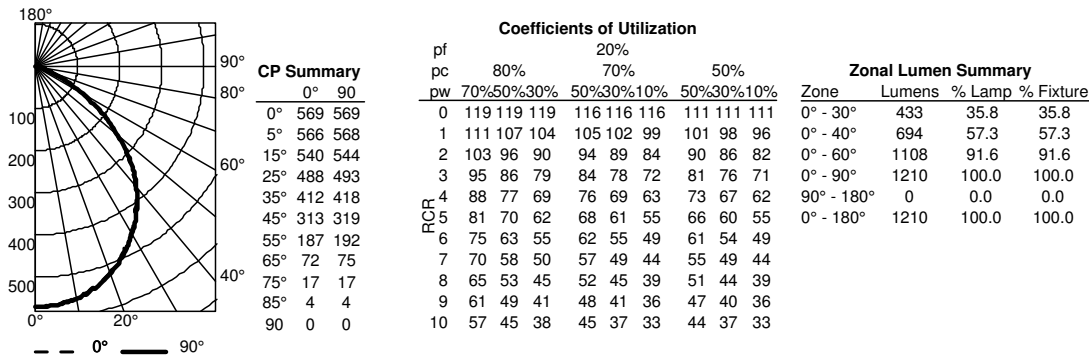 180°
90°
80°
100
200
60°
300
400
40°
500
0° 20°
0° 90°
CP Summary
0° 90
0° 569 569
5° 566 568
15° 540 544
25° 488 493
35° 412 418
45° 313 319
55° 187 192
65° 72 75
75° 17 17
85° 4 4
90 0 0
Coefficients of Utilization
pf 20%
pc 80% 70% 50%
pw 70%50%30% 50%30%10% 50%30%10%
RCR
0 119 119 119 116 116 116 111 111 111
1 111 107 104 105 102 99 101 98 96
2 103 96 90 94 89 84 90 86 82
3 95 86 79 84 78 72 81 76 71
4 88 77 69 76 69 63 73 67 62
5 81 70 62 68 61 55 66 60 55
6 75 63 55 62 55 49 61 54 49
7 70 58 50 57 49 44 55 49 44
8 65 53 45 52 45 39 51 44 39
9 61 49 41 48 41 36 47 40 36
10 57 45 38 45 37 33 44 37 33
Zonal Lumen Summary
Zone Lumens % Lamp % Fixture
0° - 30° 433 35.8 35.8
0° - 40° 694 57.3 57.3
0° - 60° 1108 91.6 91.6
0° - 90° 1210 100.0 100.0
90° - 180° 0 0.0 0.0
0° - 180° 1210 100.0 100.0